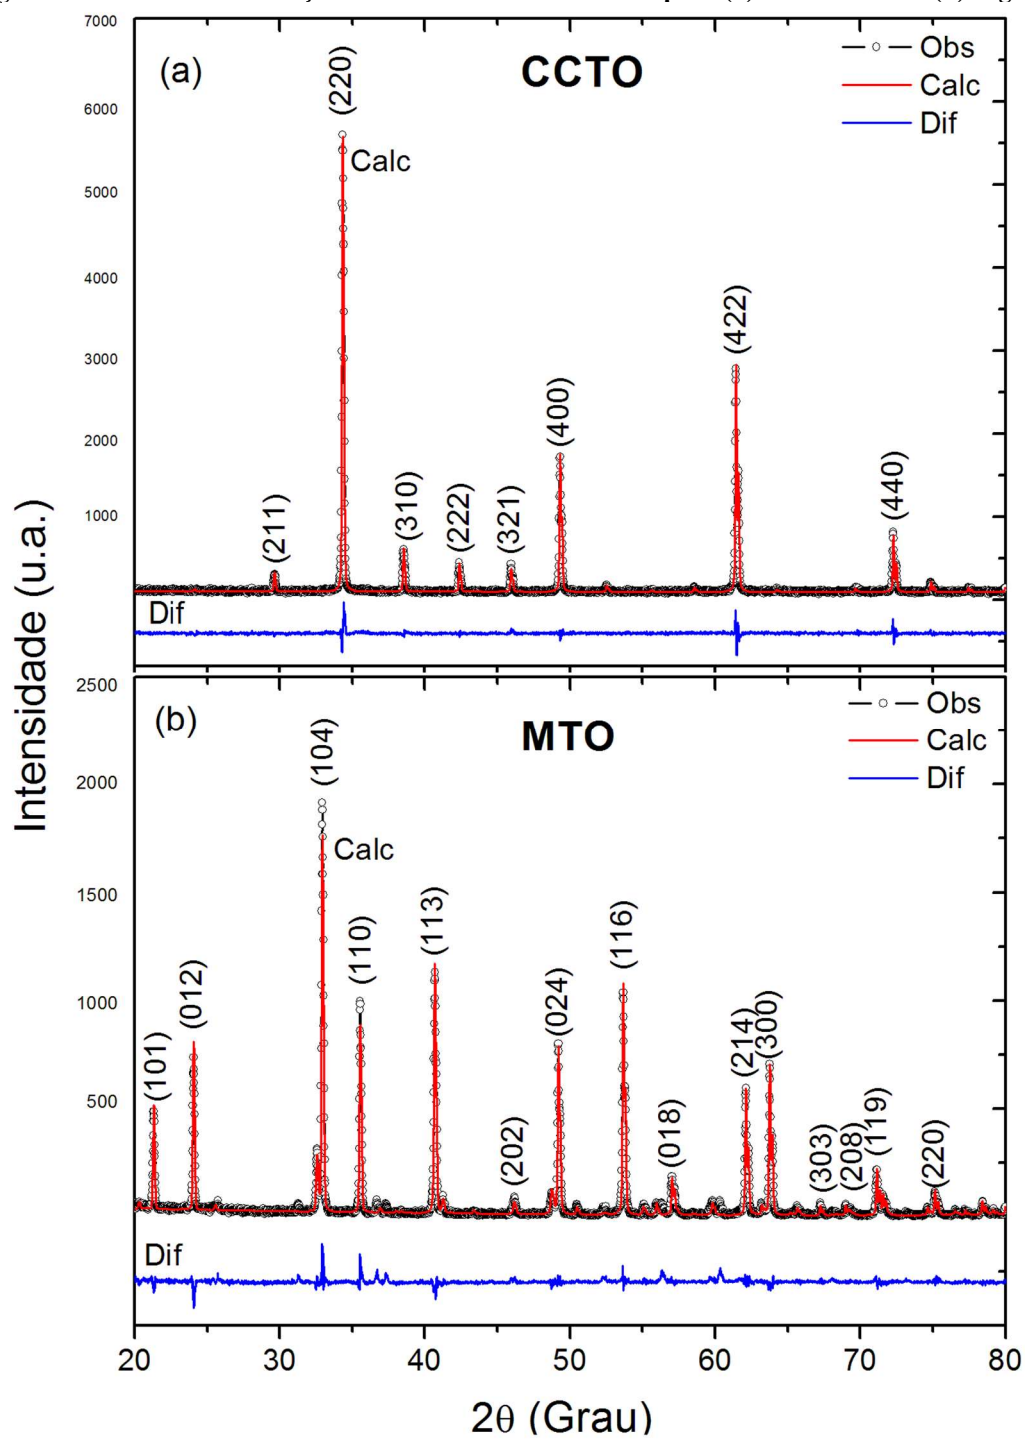 7000
(a)
CCTO
Obs
Calc
Dif
(220)
6000
Calc
5000
4000
(422)
3000
(400)
2000
(440)
(310)
(222)
(321)
(211)
1000
Dif
Intensidade (u.a.)
2500
(b)
MTO
Obs
Calc
Dif
(104)
2000
Calc
1500
(113)
(110)
(116)
(012)
(024)
1000
(214)
(300)
(101)
500
(202)
(018)
(303)
(208)
(119)
(220)
Dif
20
30
40
50
60
70
80
2θ (Grau)